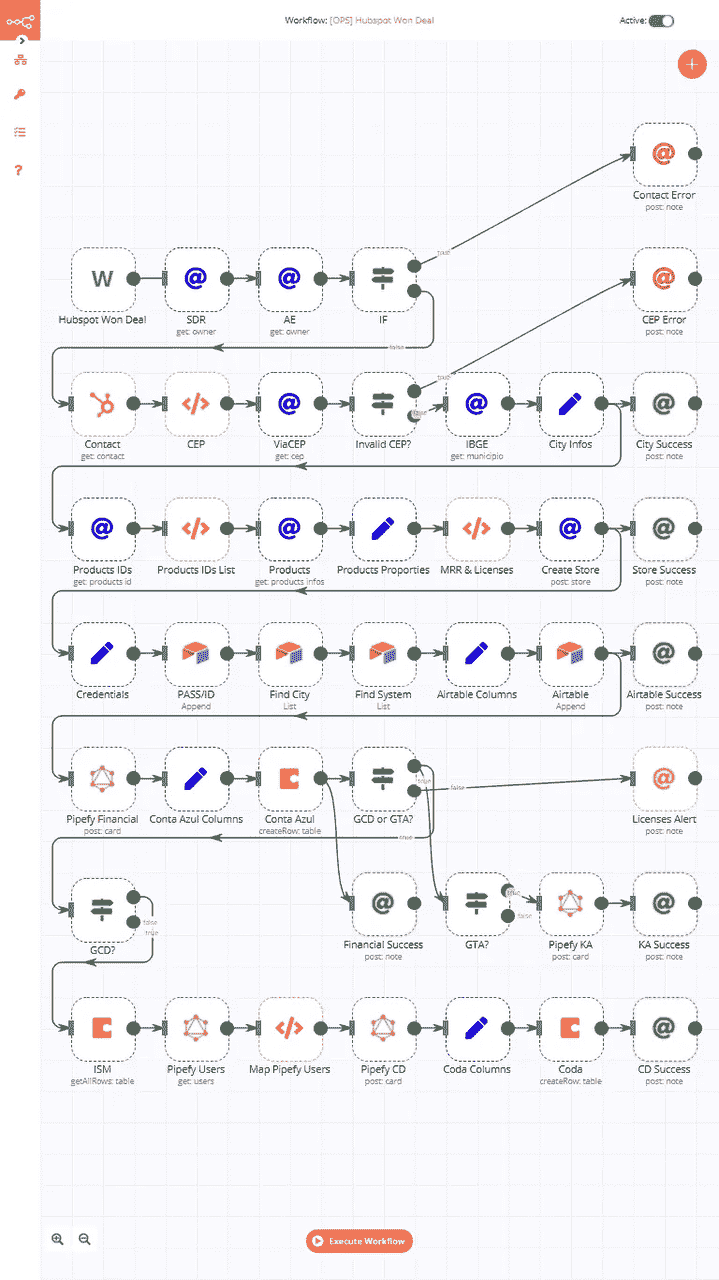 Workflow: [OPS] Hubspot Won Deal
Active:
?
Contact Error
post: note
true
W
Hubspot Won Deal
SDR
get: owner
AE
get: owner
IF
CEP Error
post: note
false
true
Contact
get: contact
CEP
ViaCEP
get: cep
Invalid CEP?
false
IBGE
get: municipio
City Infos
City Success
post: note
Products IDs
get: products id
Products IDs List
Products
get: products infos
Products Proporties
MRR & Licenses
Create Store
post: store
Store Success
post: note
Credentials
PASS/ID
Append
Find City
List
Find System
List
Airtable Columns
Airtable
Append
Airtable Success
post: note
Pipefy Financial
post: card
Conta Azul Columns
Conta Azul
createRow: table
GCD or GTA?
true
false
Licenses Alert
post: note
true
GCD?
false
true
Financial Success
post: note
GTA?
true
false
Pipefy KA
post: card
KA Success
post: note
ISM
getAllRows: table
Pipefy Users
get: users
Map Pipefy Users
Pipefy CD
post: card
Coda Columns
Coda
createRow: table
CD Success
post: note
Execute Workflow